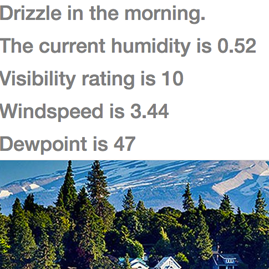 Drizzle in the morning.
The current humidity is 0.52
Visibility rating is 10
Windspeed is 3.44
Dewpoint is 47